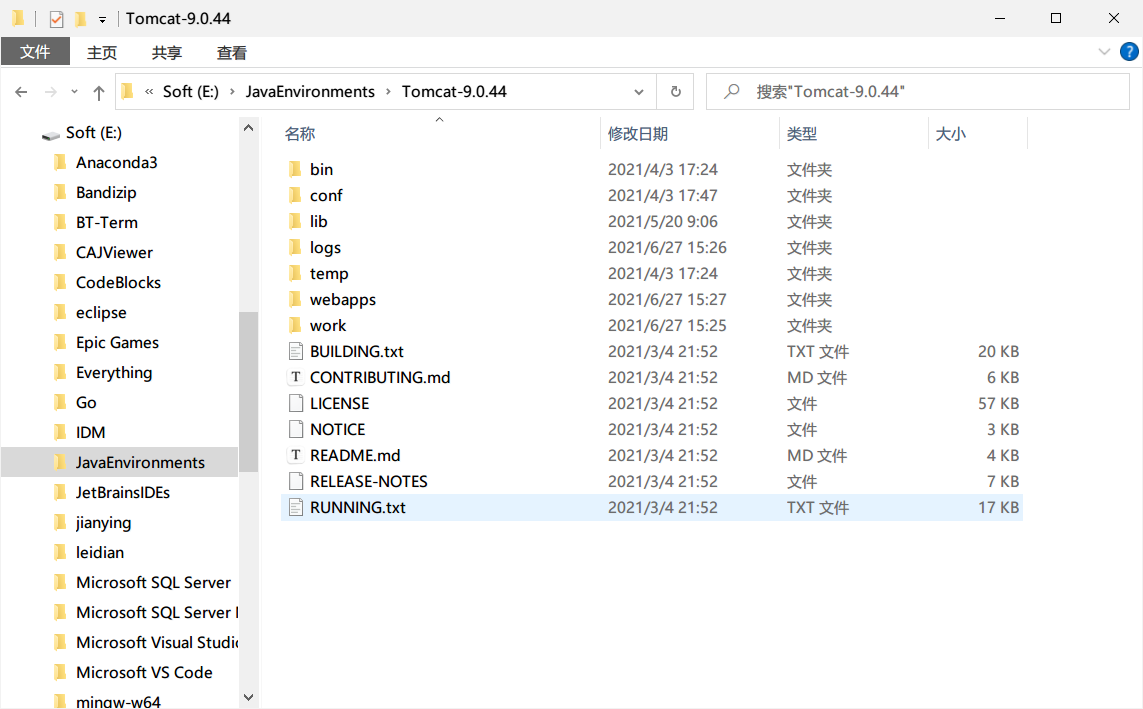 Tomcat-9.0.44
文件 主页 共享 查看
« Soft (E:) › JavaEnvironments › Tomcat-9.0.44
搜索"Tomcat-9.0.44"
Soft (E:)
Anaconda3
Bandizip
BT-Term
CAJViewer
CodeBlocks
eclipse
Epic Games
Everything
Go
IDM
JavaEnvironments
JetBrainsIDEs
jianying
leidian
Microsoft SQL Server
Microsoft SQL Server
Microsoft Visual Studio
Microsoft VS Code
mingw-w64
名称 修改日期 类型 大小
bin 2021/4/3 17:24 文件夹
conf 2021/4/3 17:47 文件夹
lib 2021/5/20 9:06 文件夹
logs 2021/6/27 15:26 文件夹
temp 2021/4/3 17:24 文件夹
webapps 2021/6/27 15:27 文件夹
work 2021/6/27 15:25 文件夹
BUILDING.txt 2021/3/4 21:52 TXT 文件 20 KB
CONTRIBUTING.md 2021/3/4 21:52 MD 文件 6 KB
LICENSE 2021/3/4 21:52 文件 57 KB
NOTICE 2021/3/4 21:52 文件 3 KB
README.md 2021/3/4 21:52 MD 文件 4 KB
RELEASE-NOTES 2021/3/4 21:52 文件 7 KB
RUNNING.txt 2021/3/4 21:52 TXT 文件 17 KB